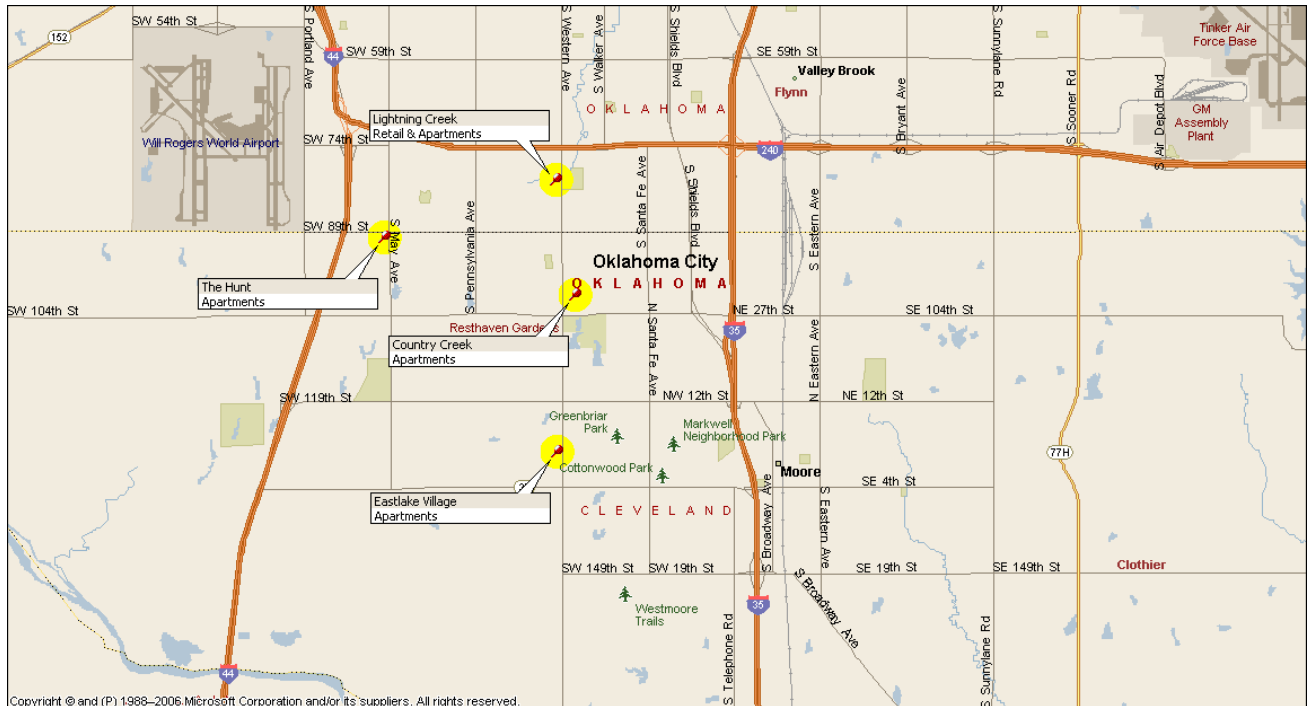 SW 54th St
152
S Portland Ave
44
SW 59th St
S Western Ave
S Walker Ave
S Shields Blvd
SE 59th St
Valley Brook
Flynn
S Bryant Ave
S Sunnylane Rd
S Sooner Rd
Tinker Air
Force Base
S Air Depot Blvd
GM
Assembly
Plant
OKLAHOMA
Lightning Creek
Retail & Apartments
Will Rogers World Airport
SW 74th St
240
S Santa Fe Ave
S Shields Blvd
S Eastern Ave
SW 89th St
S May Ave
S Pennsylvania Ave
S Santa Fe Ave
Oklahoma City
OKLAHOMA
The Hunt
Apartments
SW 104th St
Resthaven Gardens
Country Creek
Apartments
N Santa Fe Ave
NE 27th St
SE 104th St
35
N Eastern Ave
SW 119th St
NW 12th St
NE 12th St
Greenbriar
Park
Markwell
Neighborhood Park
Cottonwood Park
Moore
77H
Eastlake Village
Apartments
SE 4th St
CLEVELAND
S Broadway Ave
S Eastern Ave
SW 149th St
SW 19th St
SE 19th St
SE 149th St
Clothier
S Broadway Ave
Westmoore
Trails
35
S Telephone Rd
S Sunnylane Rd
44
Copyright © and (P) 1988–2006 Microsoft Corporation and/or its suppliers. All rights reserved.